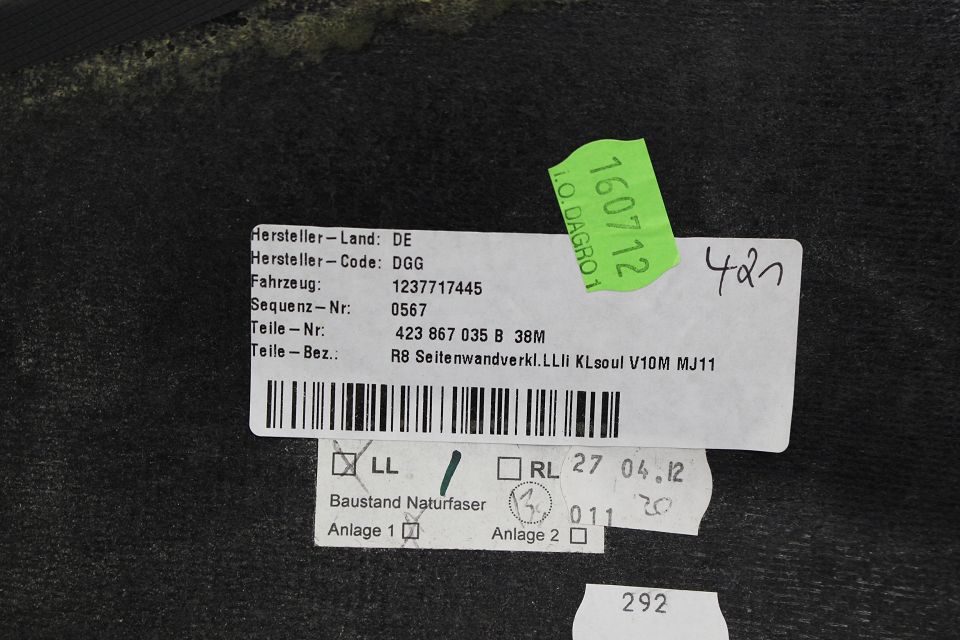 160712
i.O. DAGRO 1
421
Hersteller-Land: DE
Hersteller-Code: DGG
Fahrzeug: 1237717445
Sequenz-Nr: 0567
Teile-Nr: 423 867 035 B 38M
Teile-Bez.: R8 Seitenwandverkl.LLli KLsoul V10M MJ11
LL RL 27 04.12
Baustand Naturfaser 20
011
Anlage 1 Anlage 2
292